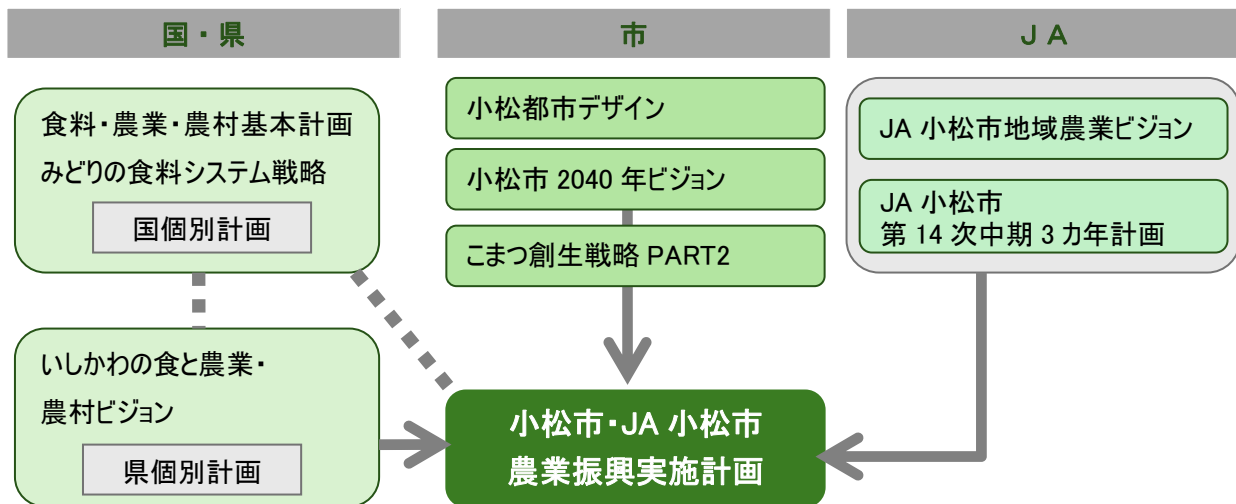 国・県
食料・農業・農村基本計画
みどりの食料システム戦略
国個別計画
いしかわの食と農業・
農村ビジョン
県個別計画
市
小松都市デザイン
小松市 2040 年ビジョン
こまつ創生戦略 PART2
小松市・JA 小松市
農業振興実施計画
JA
JA 小松市地域農業ビジョン
JA 小松市
第 14 次中期 3 カ年計画